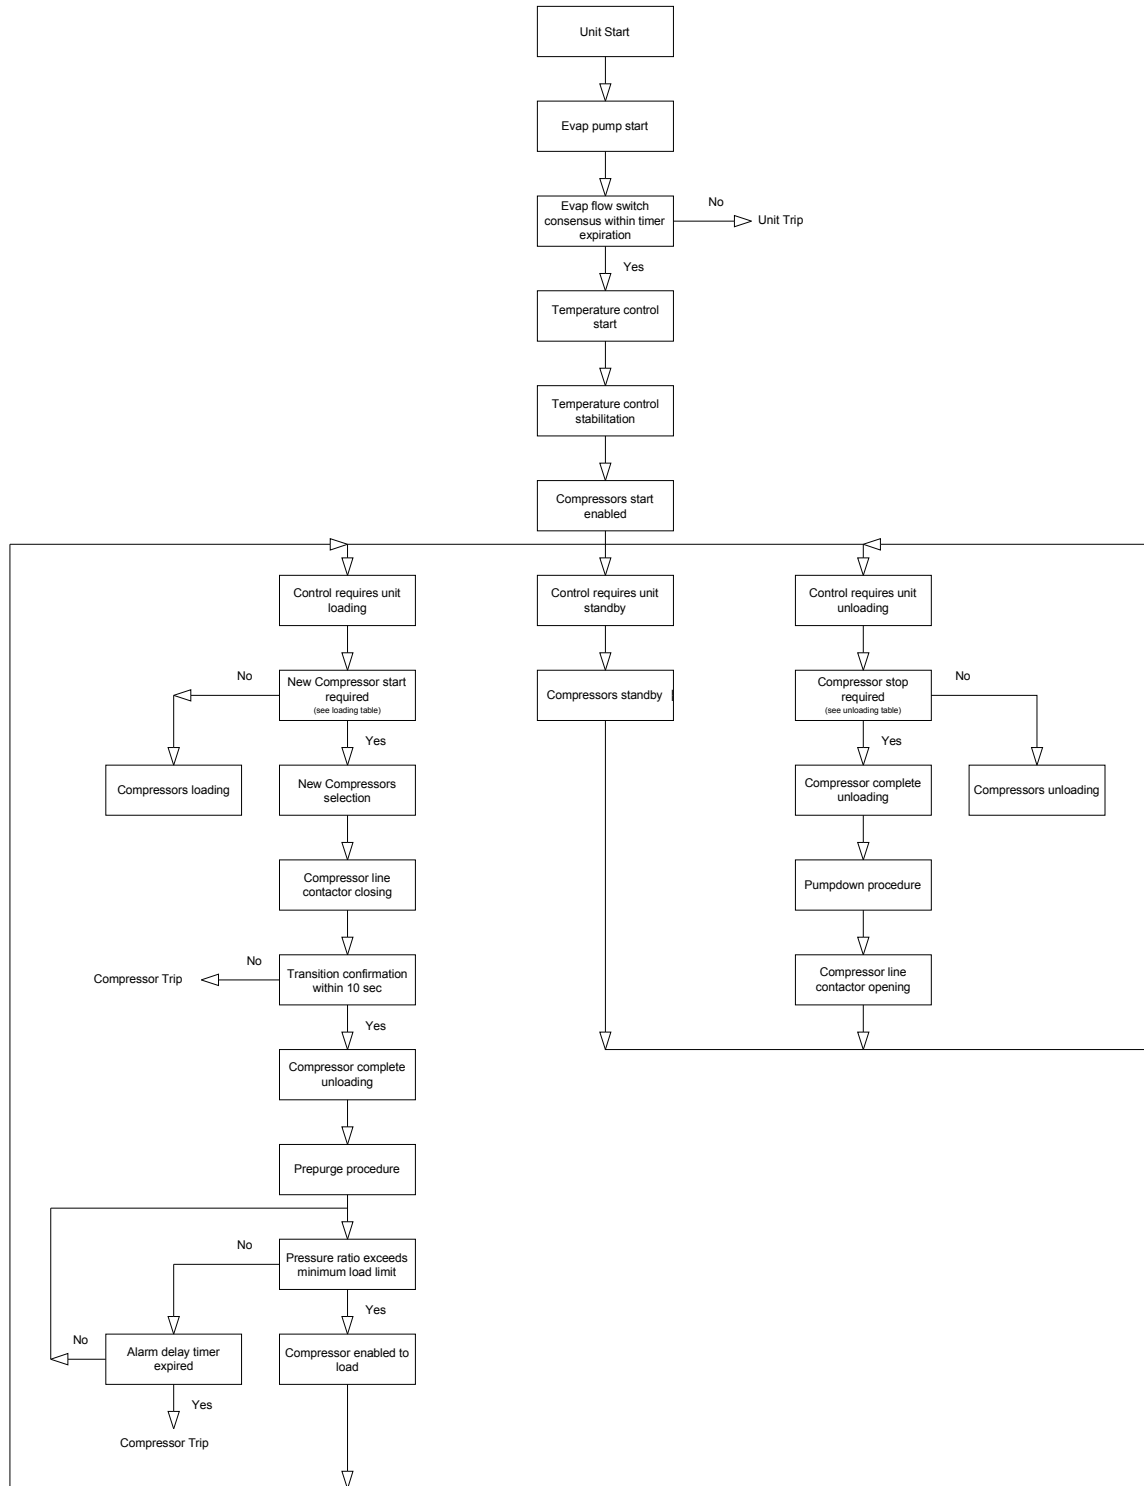 Unit Start
Evap pump start
Evap flow switch
consensus within timer
expiration
No
Unit Trip
Yes
Temperature control
start
Temperature control
stabilitation
Compressors start
enabled
Control requires unit
loading
Control requires unit
standby
Control requires unit
unloading
No
New Compressor start
required
(see loading table)
Compressors standby
Compressor stop
required
(see unloading table)
No
Yes
Yes
Compressors loading
New Compressors
selection
Compressor complete
unloading
Compressors unloading
Compressor line
contactor closing
Pumpdown procedure
Compressor Trip
No
Transition confirmation
within 10 sec
Compressor line
contactor opening
Yes
Compressor complete
unloading
Prepurge procedure
No
Pressure ratio exceeds
minimum load limit
Yes
No
Alarm delay timer
expired
Compressor enabled to
load
Yes
Compressor Trip